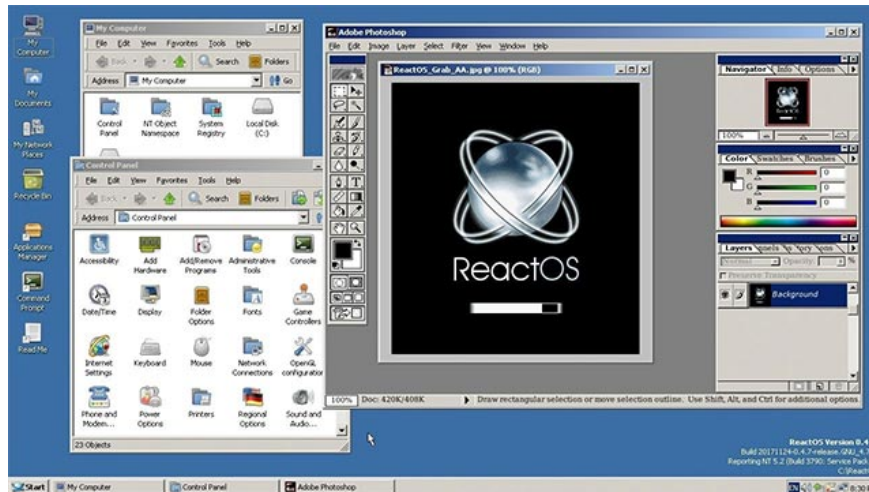 My Computer
My Documents
My Network Places
Recycle Bin
Applications Manager
Command Prompt
Read Me
My Computer
File Edit View Favorites Tools Help
Back Search Folders
Address My Computer Go
Control Panel
NT Object Namespace
System Registry
Local Disk (C:)
Control Panel
File Edit View Favorites Tools Help
Back Search Folders
Address Control Panel
Accessibility
Add Hardware
Add/Remove Programs
Administrative Tools
Console
Date/Time
Display
Folder Options
Fonts
Game Controllers
Internet Settings
Keyboard
Mouse
Network Connections
OpenGL configuration
Phone and Modem...
Power Options
Printers
Regional Options
Sound and Audio...
23 Objects
Adobe Photoshop
File Edit Image Layer Select Filter View Window Help
ReactOS_Grab_AA.jpg @ 100% (RGB)
ReactOS
Navigator Info Options
ReactOS
100%
Color Swatches Brushes
R 0
G 0
B 0
Layers
Normal Opacity: %
Preserve Transparency
Background
100% Doc: 420K/408K Draw rectangular selection or move selection outline. Use Shift, Alt, and Ctrl for additional options.
ReactOS Version 0.4
Build 20171124-0.4.7-release.GNU_4.7
Reporting NT 5.2 (Build 3790: Service Pack
C:\React
Start My Computer Control Panel Adobe Photoshop EN 8:30